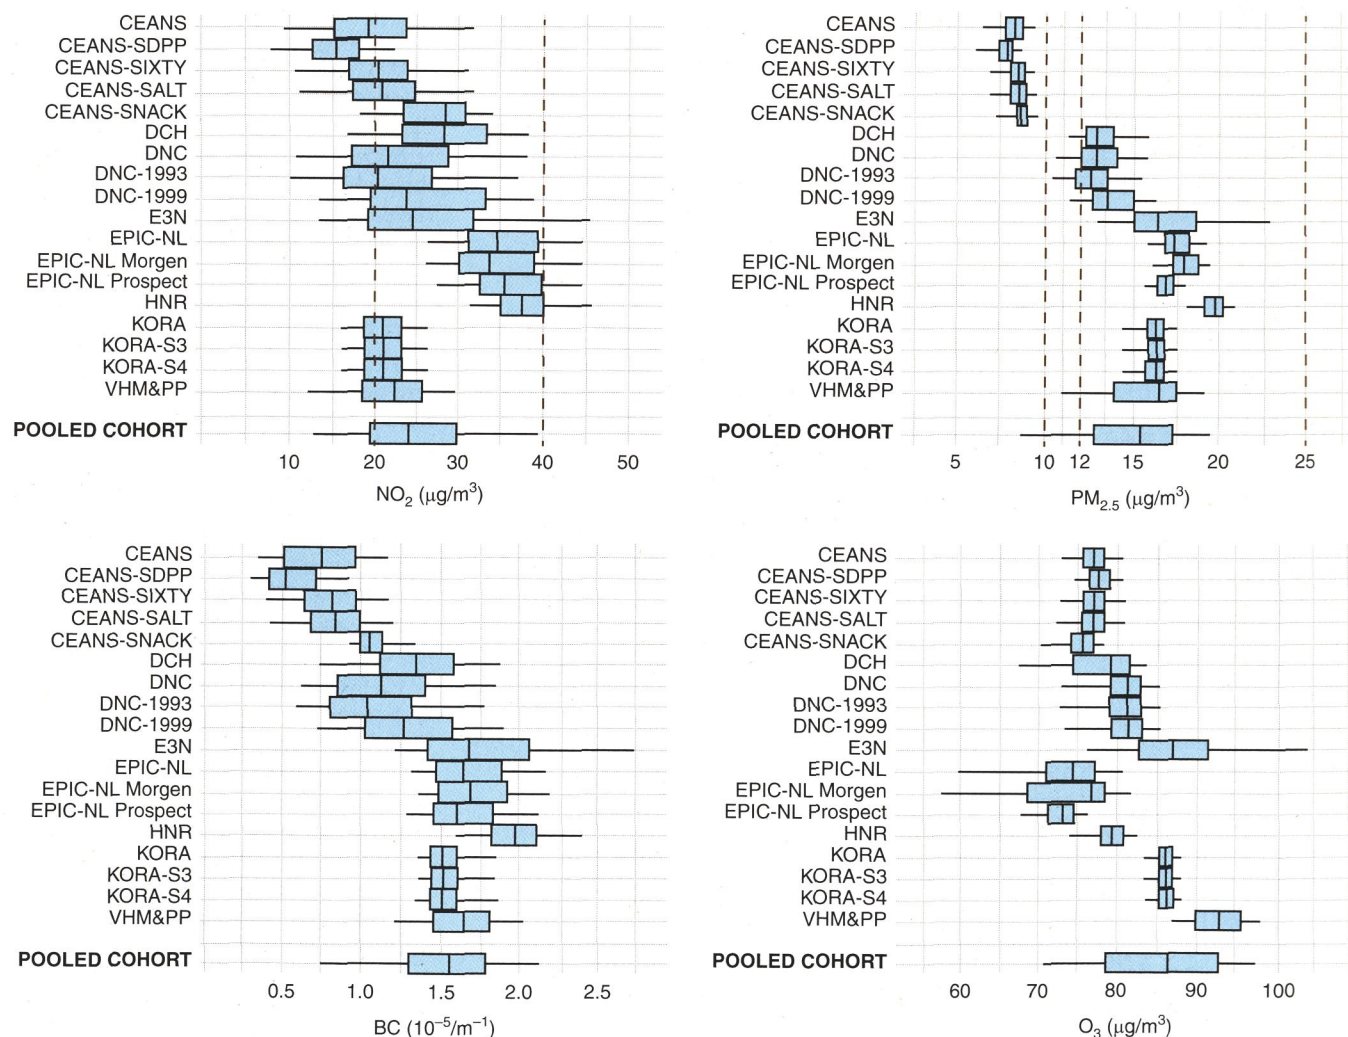 CEANS
CEANS-SDPP
CEANS-SIXTY
CEANS-SALT
CEANS-SNACK
DCH
DNC
DNC-1993
DNC-1999
E3N
EPIC-NL
EPIC-NL Morgen
EPIC-NL Prospect
HNR
KORA
KORA-S3
KORA-S4
VHM&PP
POOLED COHORT
10 20 30 40 50
NO₂ (μg/m³)
CEANS
CEANS-SDPP
CEANS-SIXTY
CEANS-SALT
CEANS-SNACK
DCH
DNC
DNC-1993
DNC-1999
E3N
EPIC-NL
EPIC-NL Morgen
EPIC-NL Prospect
HNR
KORA
KORA-S3
KORA-S4
VHM&PP
POOLED COHORT
5 10 12 15 20 25
PM₂.₅ (μg/m³)
CEANS
CEANS-SDPP
CEANS-SIXTY
CEANS-SALT
CEANS-SNACK
DCH
DNC
DNC-1993
DNC-1999
E3N
EPIC-NL
EPIC-NL Morgen
EPIC-NL Prospect
HNR
KORA
KORA-S3
KORA-S4
VHM&PP
POOLED COHORT
0.5 1.0 1.5 2.0 2.5
BC (10⁻⁵/m⁻¹)
CEANS
CEANS-SDPP
CEANS-SIXTY
CEANS-SALT
CEANS-SNACK
DCH
DNC
DNC-1993
DNC-1999
E3N
EPIC-NL
EPIC-NL Morgen
EPIC-NL Prospect
HNR
KORA
KORA-S3
KORA-S4
VHM&PP
POOLED COHORT
60 70 80 90 100
O₃ (μg/m³)